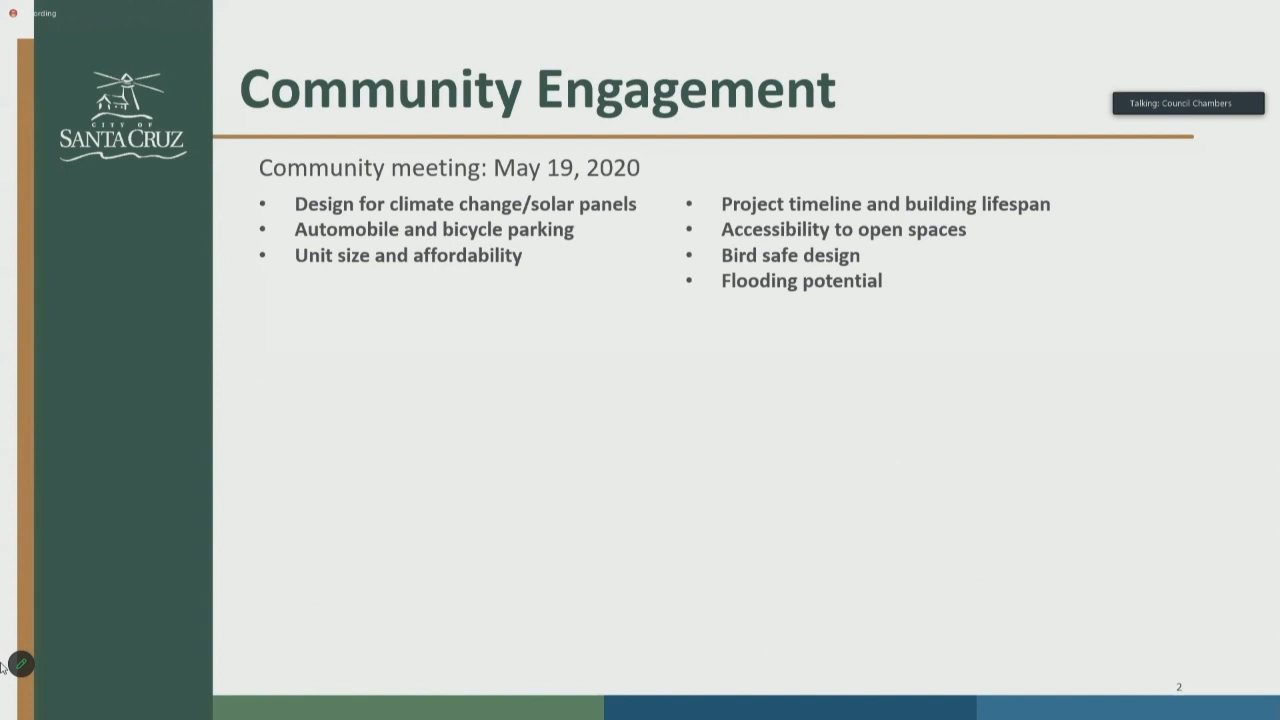 ording
CITY OF
SANTA CRUZ
Community Engagement
Talking: Council Chambers
Community meeting: May 19, 2020
• Design for climate change/solar panels
• Automobile and bicycle parking
• Unit size and affordability
• Project timeline and building lifespan
• Accessibility to open spaces
• Bird safe design
• Flooding potential
2